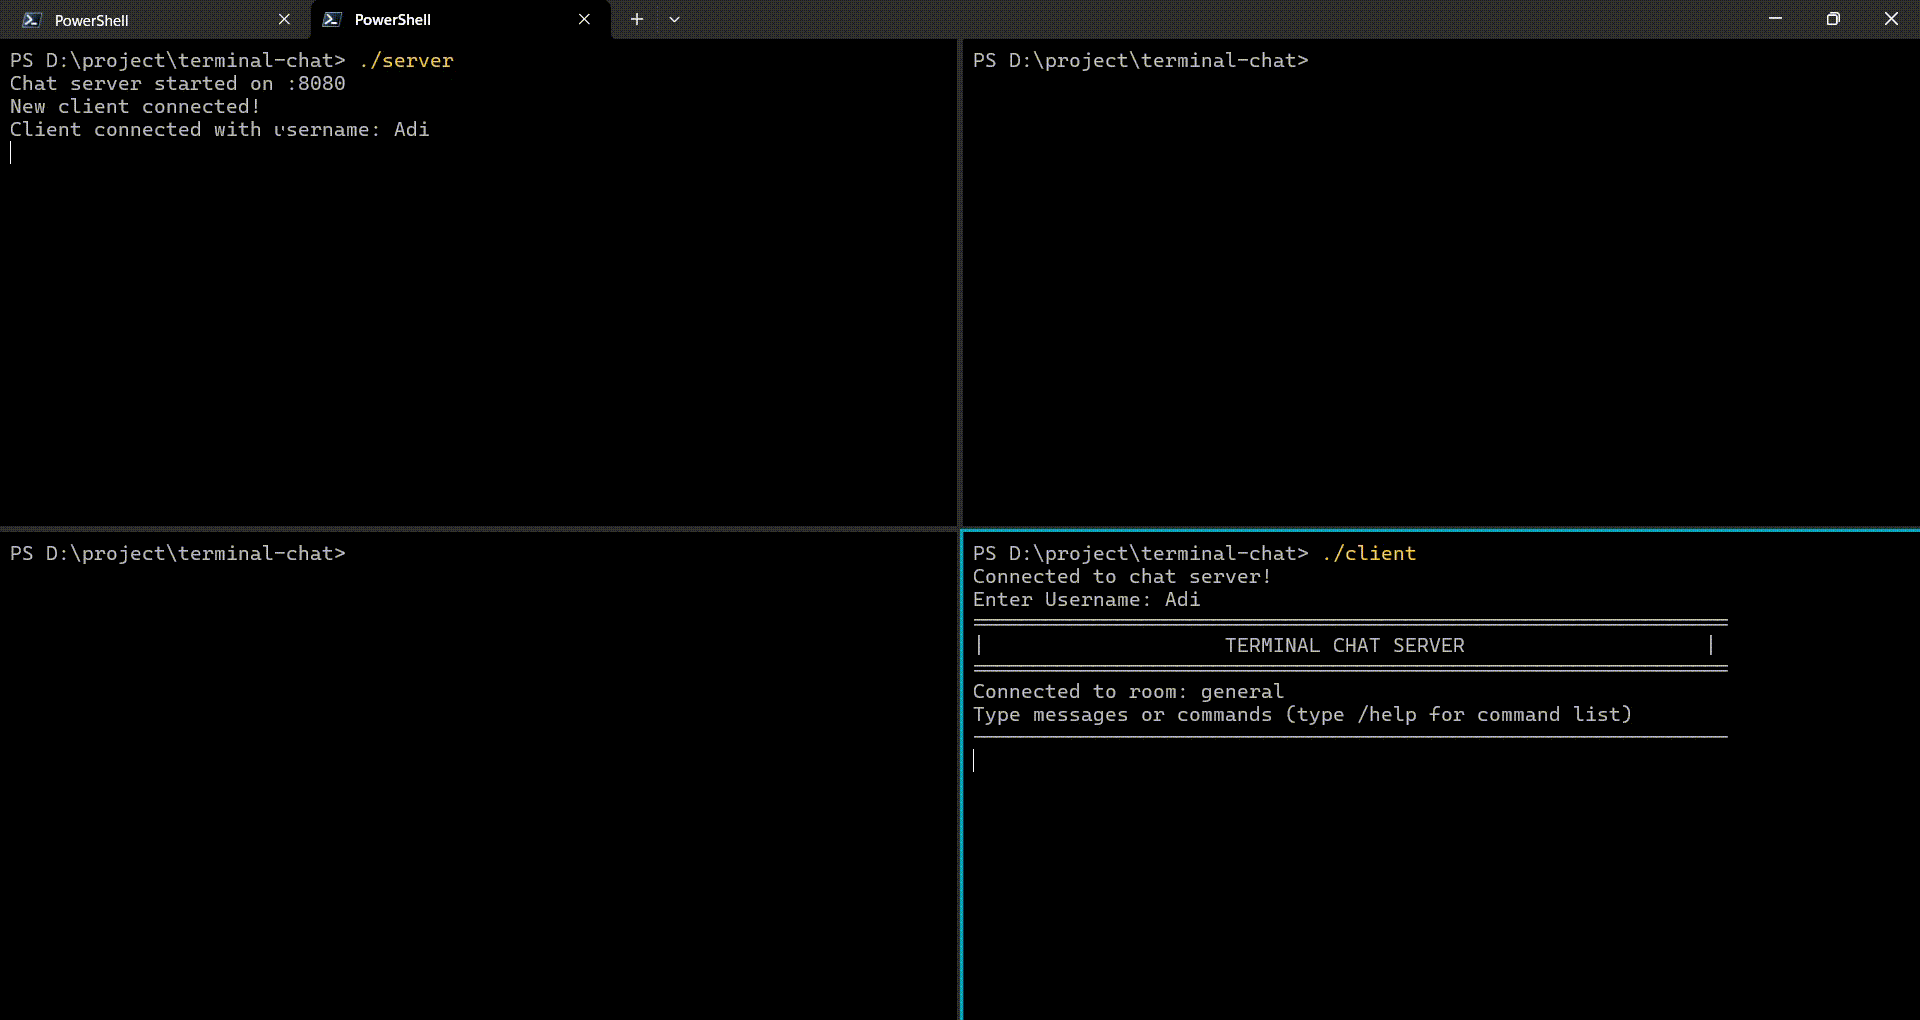 PowerShell
PowerShell
PS D:\project\terminal-chat> ./server
Chat server started on :8080
New client connected!
Client connected with username: Adi
PS D:\project\terminal-chat>
PS D:\project\terminal-chat>
PS D:\project\terminal-chat> ./client
Connected to chat server!
Enter Username: Adi
TERMINAL CHAT SERVER
Connected to room: general
Type messages or commands (type /help for command list)